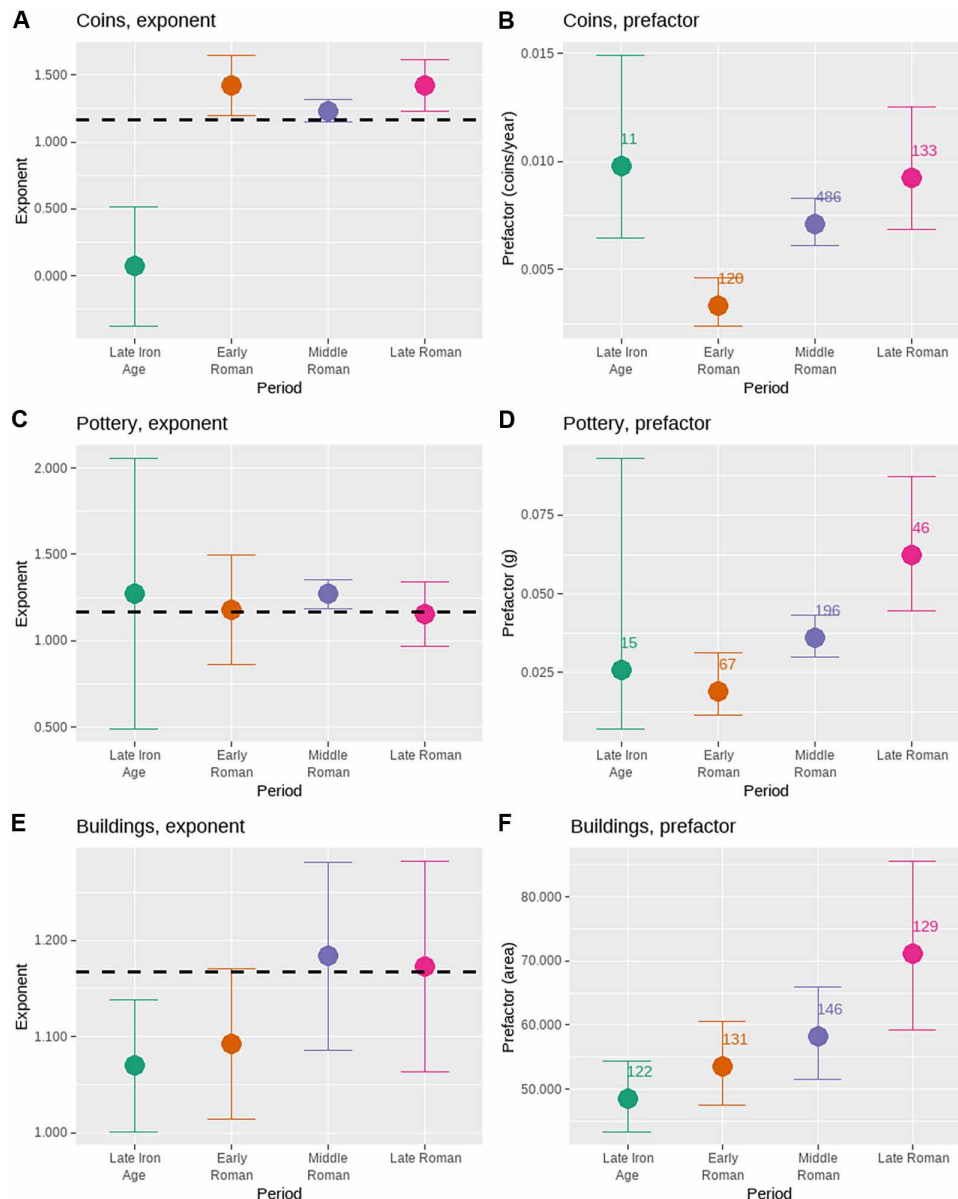 A
Coins, exponent
1.500
1.000
0.500
0.000
Exponent
Late Iron
Age
Early
Roman
Middle
Roman
Late Roman
Period
B
Coins, prefactor
0.015
0.010
0.005
Prefactor (coins/year)
11
120
486
133
Late Iron
Age
Early
Roman
Middle
Roman
Late Roman
Period
C
Pottery, exponent
2.000
1.500
1.000
0.500
Exponent
Late Iron
Age
Early
Roman
Middle
Roman
Late Roman
Period
D
Pottery, prefactor
0.075
0.050
0.025
Prefactor (g)
15
67
196
46
Late Iron
Age
Early
Roman
Middle
Roman
Late Roman
Period
E
Buildings, exponent
1.200
1.100
1.000
Exponent
Late Iron
Age
Early
Roman
Middle
Roman
Late Roman
Period
F
Buildings, prefactor
80.000
70.000
60.000
50.000
Prefactor (area)
122
131
146
129
Late Iron
Age
Early
Roman
Middle
Roman
Late Roman
Period